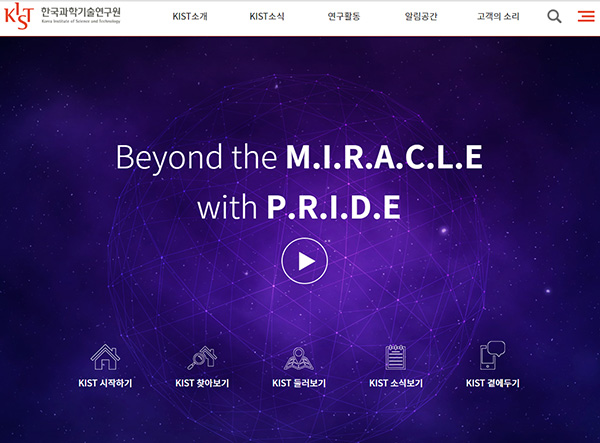 KIST
한국과학기술연구원
Korea Institute of Science and Technology
KIST소개 KIST소식 연구활동 알림공간 고객의 소리
Beyond the M.I.R.A.C.L.E
with P.R.I.D.E
KIST 시작하기 KIST 찾아보기 KIST 둘러보기 KIST 소식보기 KIST 곁에두기